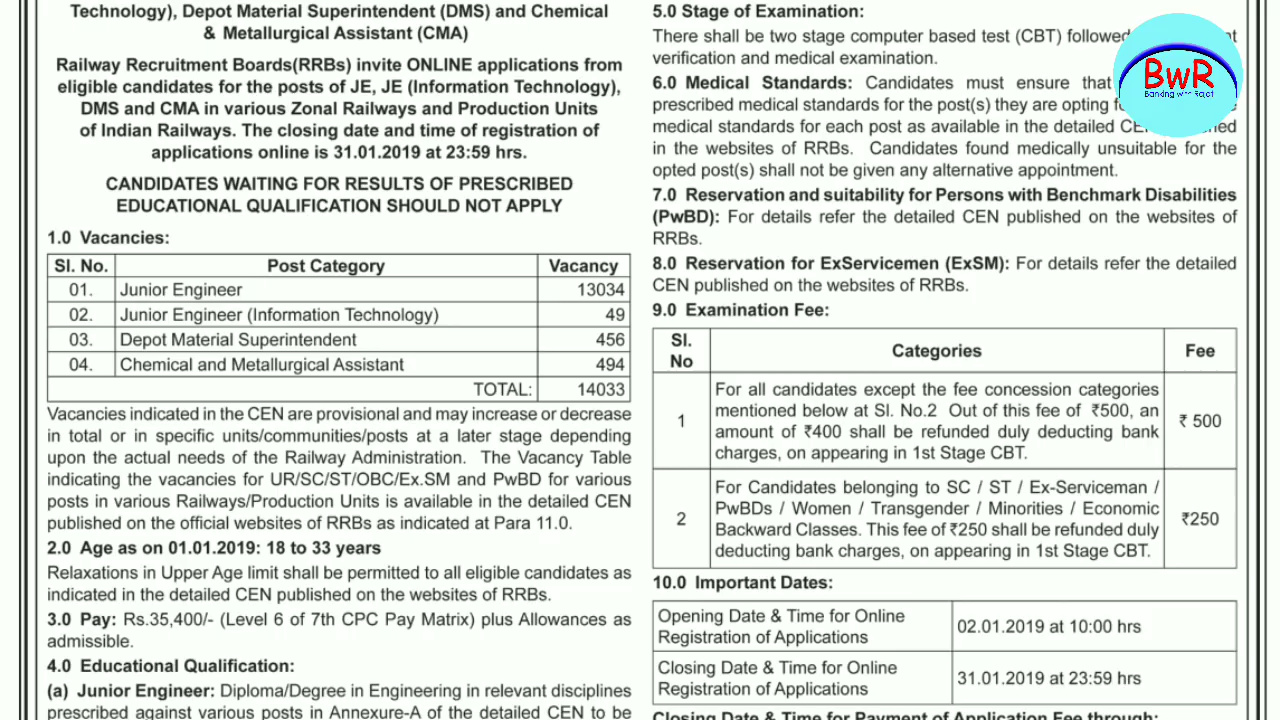 Technology), Depot Material Superintendent (DMS) and Chemical
& Metallurgical Assistant (CMA)
Railway Recruitment Boards(RRBs) invite ONLINE applications from
eligible candidates for the posts of JE, JE (Information Technology),
DMS and CMA in various Zonal Railways and Production Units
of Indian Railways. The closing date and time of registration of
applications online is 31.01.2019 at 23:59 hrs.
CANDIDATES WAITING FOR RESULTS OF PRESCRIBED
EDUCATIONAL QUALIFICATION SHOULD NOT APPLY
1.0 Vacancies:
Sl. No. Post Category Vacancy
01. Junior Engineer 13034
02. Junior Engineer (Information Technology) 49
03. Depot Material Superintendent 456
04. Chemical and Metallurgical Assistant 494
TOTAL: 14033
Vacancies indicated in the CEN are provisional and may increase or decrease
in total or in specific units/communities/posts at a later stage depending
upon the actual needs of the Railway Administration. The Vacancy Table
indicating the vacancies for UR/SC/ST/OBC/Ex.SM and PwBD for various
posts in various Railways/Production Units is available in the detailed CEN
published on the official websites of RRBs as indicated at Para 11.0.
2.0 Age as on 01.01.2019: 18 to 33 years
Relaxations in Upper Age limit shall be permitted to all eligible candidates as
indicated in the detailed CEN published on the websites of RRBs.
3.0 Pay: Rs.35,400/- (Level 6 of 7th CPC Pay Matrix) plus Allowances as
admissible.
4.0 Educational Qualification:
(a) Junior Engineer: Diploma/Degree in Engineering in relevant disciplines
prescribed against various posts in Annexure-A of the detailed CEN to be
5.0 Stage of Examination:
There shall be two stage computer based test (CBT) followed
verification and medical examination.
6.0 Medical Standards: Candidates must ensure that
prescribed medical standards for the post(s) they are opting
medical standards for each post as available in the detailed
in the websites of RRBs. Candidates found medically unsuitable for the
opted post(s) shall not be given any alternative appointment.
7.0 Reservation and suitability for Persons with Benchmark Disabilities
(PwBD): For details refer the detailed CEN published on the websites of
RRBs.
8.0 Reservation for ExServicemen (ExSM): For details refer the detailed
CEN published on the websites of RRBs.
9.0 Examination Fee:
Sl. No Categories Fee
1 For all candidates except the fee concession categories
mentioned below at Sl. No.2 Out of this fee of ₹500, an
amount of ₹400 shall be refunded duly deducting bank
charges, on appearing in 1st Stage CBT. ₹ 500
2 For Candidates belonging to SC / ST / Ex-Serviceman /
PwBDs / Women / Transgender / Minorities / Economic
Backward Classes. This fee of ₹250 shall be refunded duly
deducting bank charges, on appearing in 1st Stage CBT. ₹250
10.0 Important Dates:
Opening Date & Time for Online
Registration of Applications 02.01.2019 at 10:00 hrs
Closing Date & Time for Online
Registration of Applications 31.01.2019 at 23:59 hrs
Closing Date & Time for Payment of Application Fee through:
BwR
Banking with Rajat